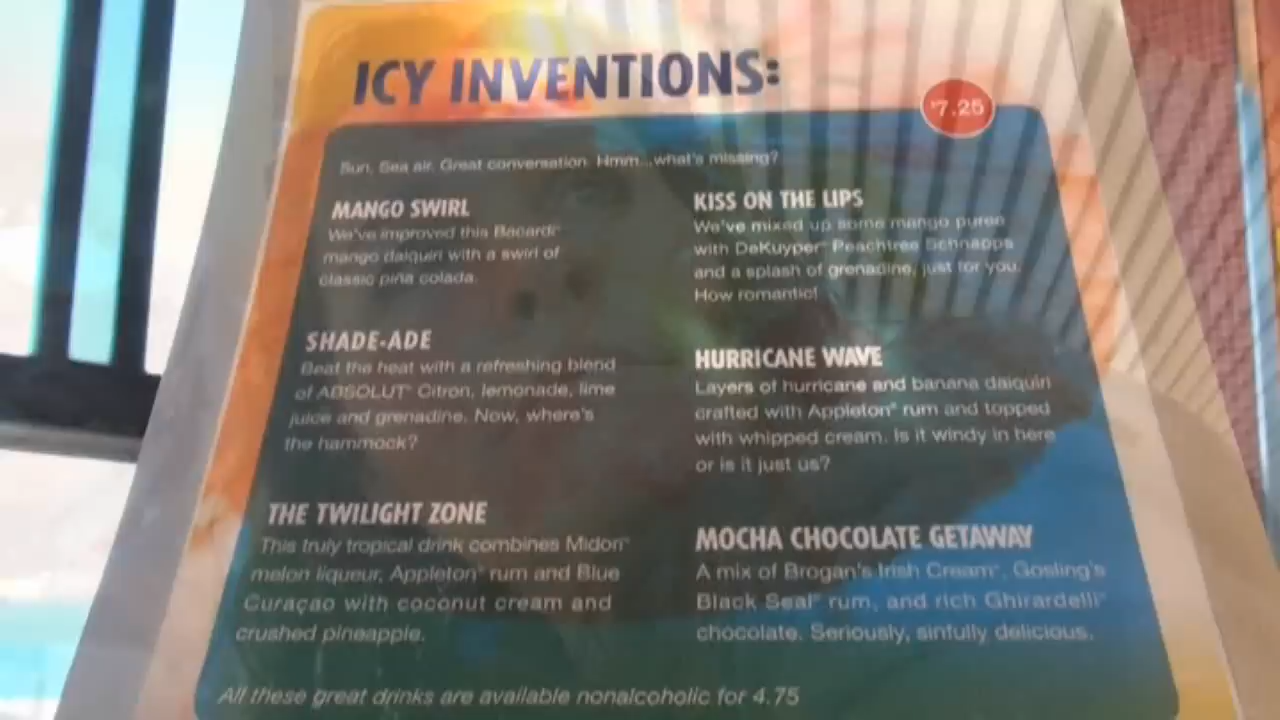 ICY INVENTIONS:
$7.25
Sun, Sea air. Great conversation. Hmm...what's missing?
MANGO SWIRL
We've improved this Bacardi®
mango daiquiri with a swirl of
classic piña colada.
SHADE-ADE
Beat the heat with a refreshing blend
of ABSOLUT® Citron, lemonade, lime
juice and grenadine. Now, where's
the hammock?
THE TWILIGHT ZONE
This truly tropical drink combines Midori®
melon liqueur, Appleton® rum and Blue
Curaçao with coconut cream and
crushed pineapple.
KISS ON THE LIPS
We've mixed up some mango puree
with DeKuyper® Peachtree Schnapps
and a splash of grenadine, just for you.
How romantic!
HURRICANE WAVE
Layers of hurricane and banana daiquiri
crafted with Appleton® rum and topped
with whipped cream. Is it windy in here
or is it just us?
MOCHA CHOCOLATE GETAWAY
A mix of Brogan's Irish Cream®, Gosling's
Black Seal® rum, and rich Ghirardelli®
chocolate. Seriously, sinfully delicious.
All these great drinks are available nonalcoholic for 4.75